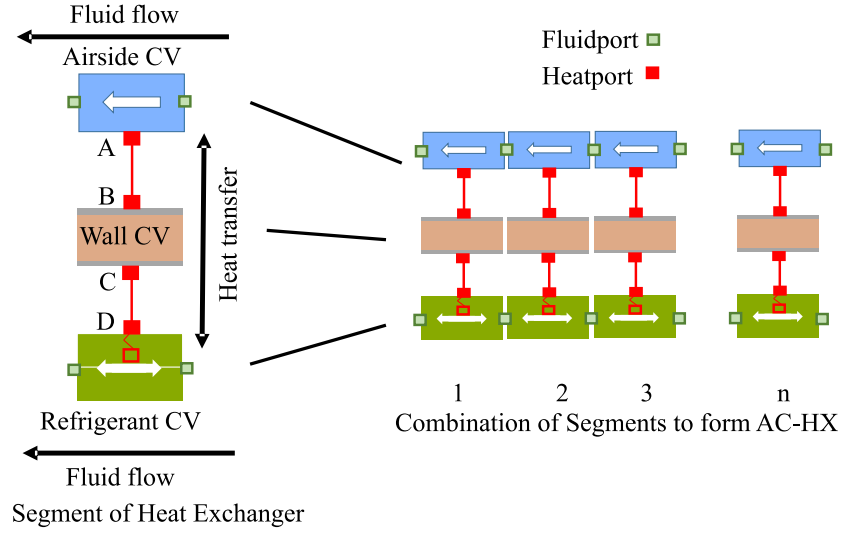 Fluid flow
Airside CV
A
B
Wall CV
C
D
Heat transfer
Refrigerant CV
Fluid flow
Segment of Heat Exchanger
Fluidport
Heatport
1 2 3 n
Combination of Segments to form AC-HX